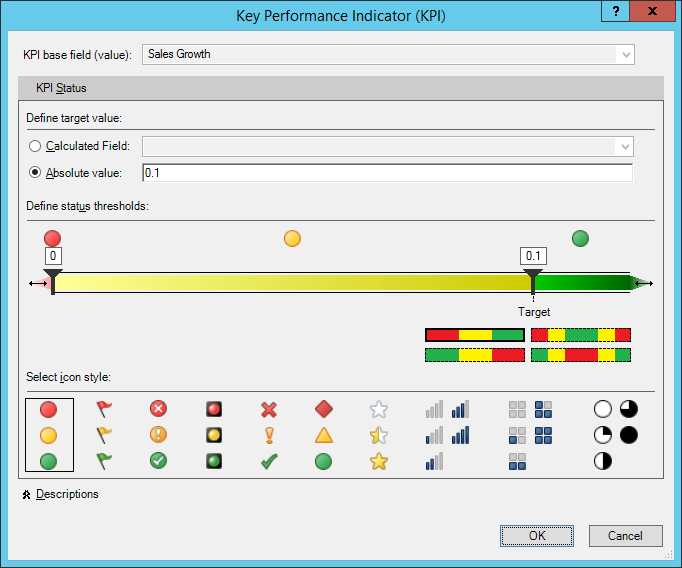 Key Performance Indicator (KPI)
?
x
KPI base field (value): Sales Growth
KPI Status
Define target value:
Calculated Field:
Absolute value: 0.1
Define status thresholds:
0 0.1
Target
Select icon style:
Descriptions
OK Cancel